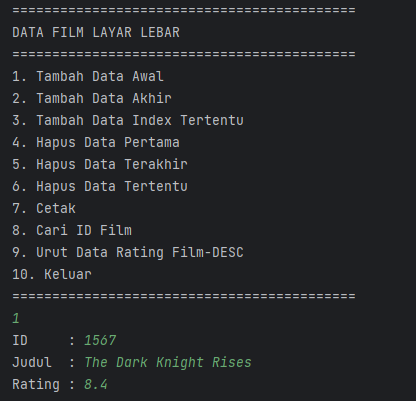 ===========================================
DATA FILM LAYAR LEBAR
===========================================
1. Tambah Data Awal
2. Tambah Data Akhir
3. Tambah Data Index Tertentu
4. Hapus Data Pertama
5. Hapus Data Terakhir
6. Hapus Data Tertentu
7. Cetak
8. Cari ID Film
9. Urut Data Rating Film-DESC
10. Keluar
===========================================
1
ID     : 1567
Judul  : The Dark Knight Rises
Rating : 8.4